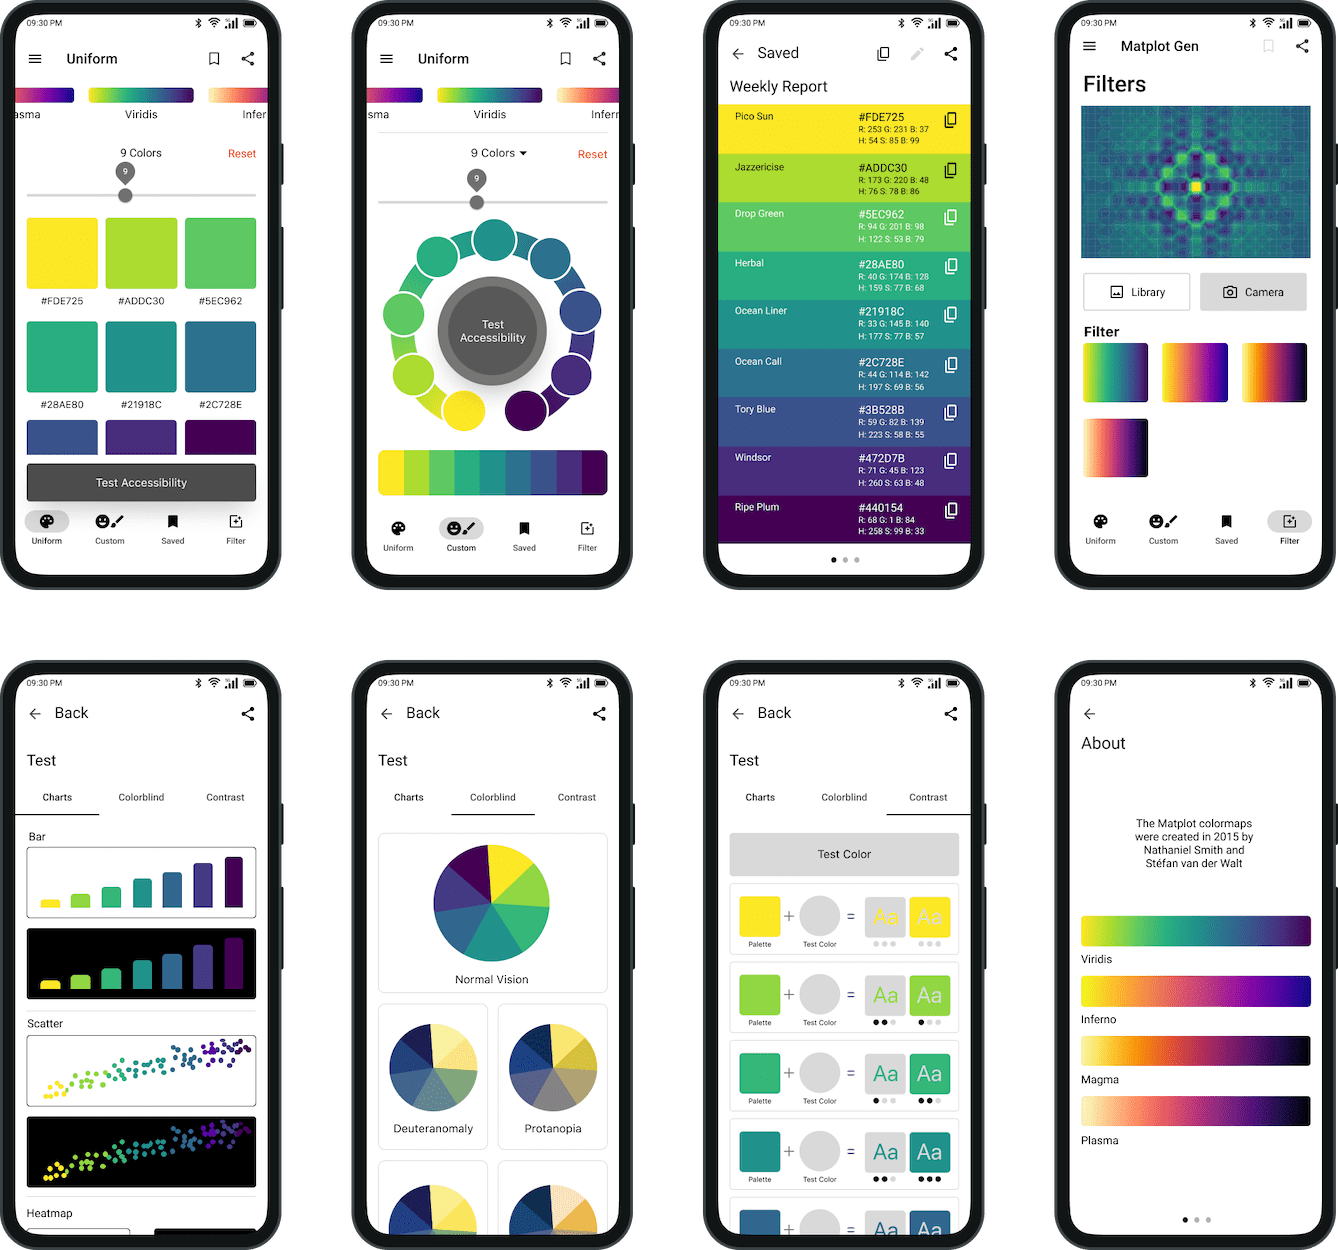 09:30 PM
Uniform
asma
Viridis
Infer
9 Colors
Reset
9
#FDE725
#ADDC30
#5EC962
#28AE80
#21918C
#2C728E
Test Accessibility
Uniform
Custom
Saved
Filter
09:30 PM
Uniform
sma
Viridis
Infer
9 Colors
Reset
9
Test
Accessibility
Uniform
Custom
Saved
Filter
09:30 PM
Saved
Weekly Report
Pico Sun
#FDE725
R: 253 G: 231 B: 37
H: 54 S: 85 B: 99
Jazzericise
#ADDC30
R: 173 G: 220 B: 48
H: 76 S: 78 B: 86
Drop Green
#5EC962
R: 94 G: 201 B: 98
H: 122 S: 53 B: 79
Herbal
#28AE80
R: 40 G: 174 B: 128
H: 159 S: 77 B: 68
Ocean Liner
#21918C
R: 33 G: 145 B: 140
H: 177 S: 77 B: 57
Ocean Call
#2C728E
R: 44 G: 114 B: 142
H: 197 S: 69 B: 56
Tory Blue
#3B528B
R: 59 G: 82 B: 139
H: 223 S: 58 B: 55
Windsor
#472D7B
R: 71 G: 45 B: 123
H: 260 S: 63 B: 48
Ripe Plum
#440154
R: 68 G: 1 B: 84
H: 258 S: 99 B: 33
09:30 PM
Matplot Gen
Filters
Library
Camera
Filter
Uniform
Custom
Saved
Filter
09:30 PM
Back
Test
Charts
Colorblind
Contrast
Bar
Scatter
Heatmap
09:30 PM
Back
Test
Charts
Colorblind
Contrast
Normal Vision
Deuteranomaly
Protanopia
09:30 PM
Back
Test
Charts
Colorblind
Contrast
Test Color
+ = Aa Aa
Palette
Test Color
+ = Aa Aa
Palette
Test Color
+ = Aa Aa
Palette
Test Color
+ = Aa Aa
Palette
Test Color
+ = Aa Aa
09:30 PM
About
The Matplot colormaps
were created in 2015 by
Nathaniel Smith and
Stéfan van der Walt
Viridis
Inferno
Magma
Plasma